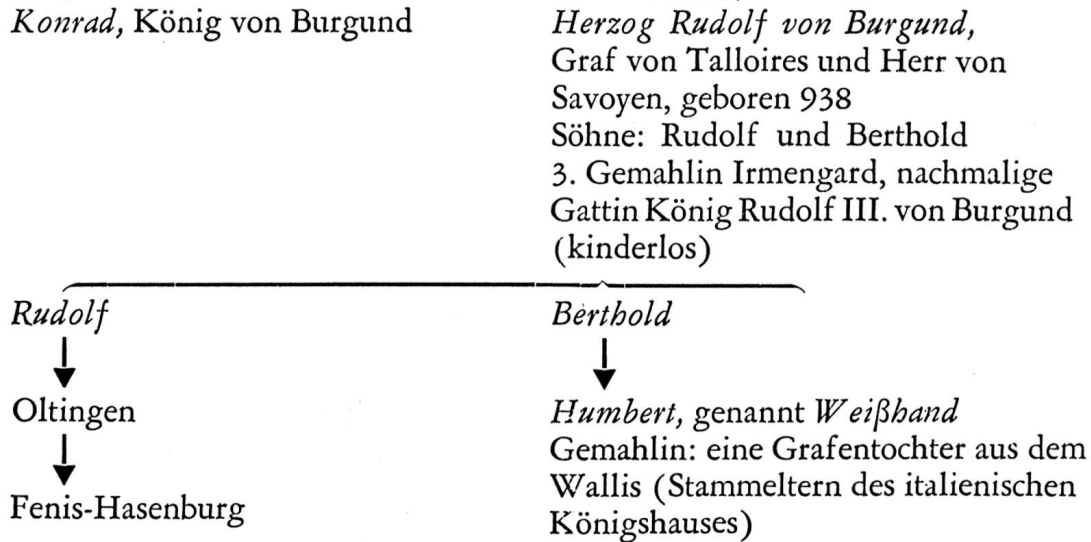 Konrad, König von Burgund
Herzog Rudolf von Burgund,
Graf von Talloires und Herr von
Savoyen, geboren 938
Söhne: Rudolf und Berthold
3. Gemahlin Irmengard, nachmalige
Gattin König Rudolf III. von Burgund
(kinderlos)
Rudolf
Oltingen
Fenis-Hasenburg
Berthold
Humbert, genannt Weißhand
Gemahlin: eine Grafentochter aus dem
Wallis (Stammeltern des italienischen
Königshauses)